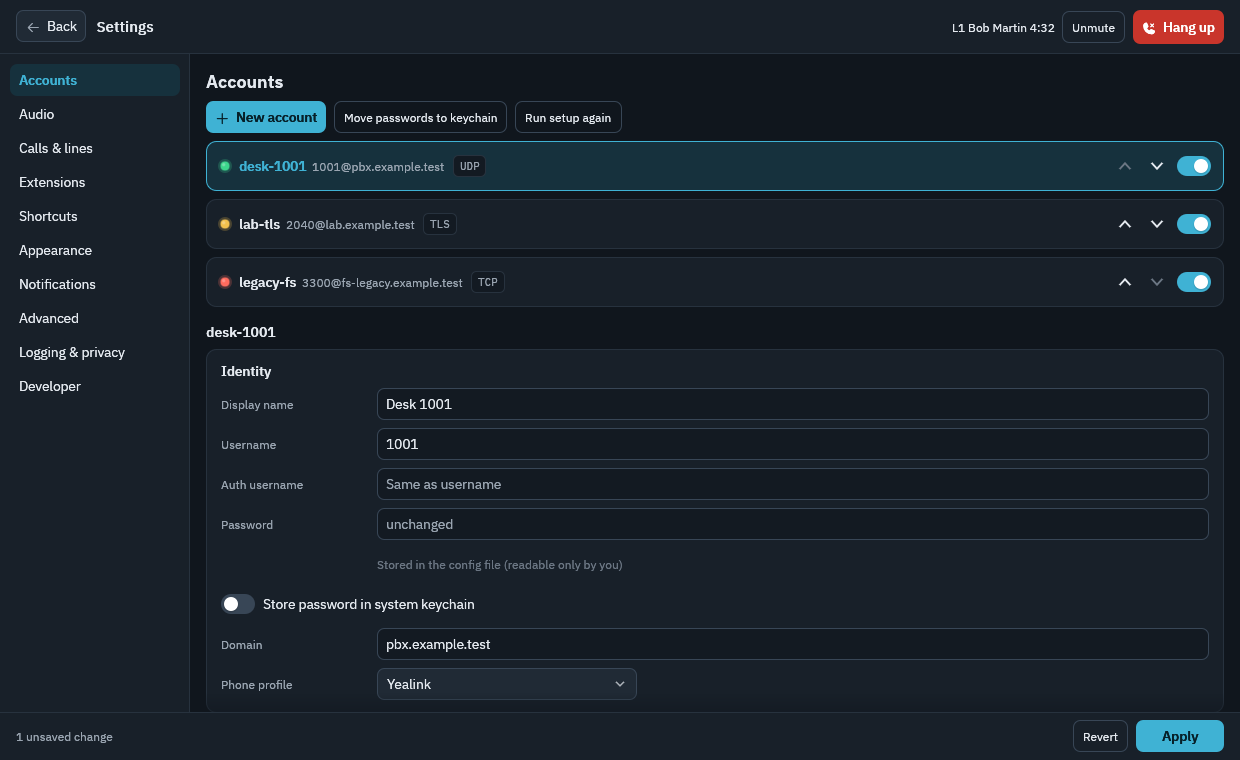 Back
Settings
L1 Bob Martin 4:32
Unmute
Hang up
Accounts
Audio
Calls & lines
Extensions
Shortcuts
Appearance
Notifications
Advanced
Logging & privacy
Developer
Accounts
New account
Move passwords to keychain
Run setup again
desk-1001 1001@pbx.example.test UDP
lab-tls 2040@lab.example.test TLS
legacy-fs 3300@fs-legacy.example.test TCP
desk-1001
Identity
Display name Desk 1001
Username 1001
Auth username Same as username
Password unchanged
Stored in the config file (readable only by you)
Store password in system keychain
Domain pbx.example.test
Phone profile Yealink
1 unsaved change
Revert
Apply